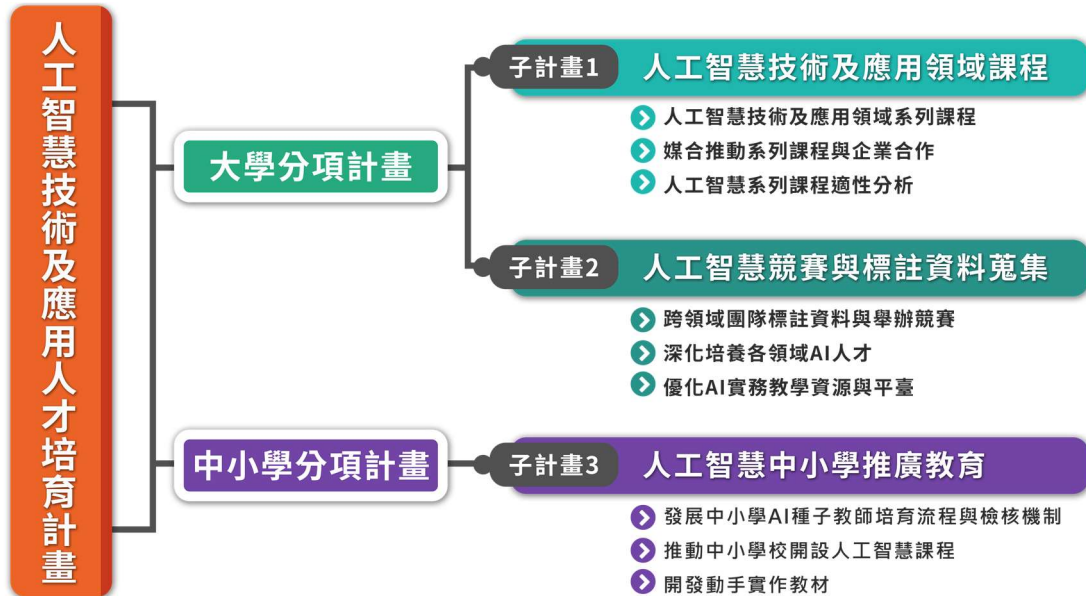 人工智慧技術及應用人才培育計畫
大學分項計畫
子計畫1
人工智慧技術及應用領域課程
人工智慧技術及應用領域系列課程
媒合推動系列課程與企業合作
人工智慧系列課程適性分析
子計畫2
人工智慧競賽與標註資料蒐集
跨領域團隊標註資料與舉辦競賽
深化培養各領域AI人才
優化AI實務教學資源與平臺
中小學分項計畫
子計畫3
人工智慧中小學推廣教育
發展中小學AI種子教師培育流程與檢核機制
推動中小學校開設人工智慧課程
開發動手實作教材